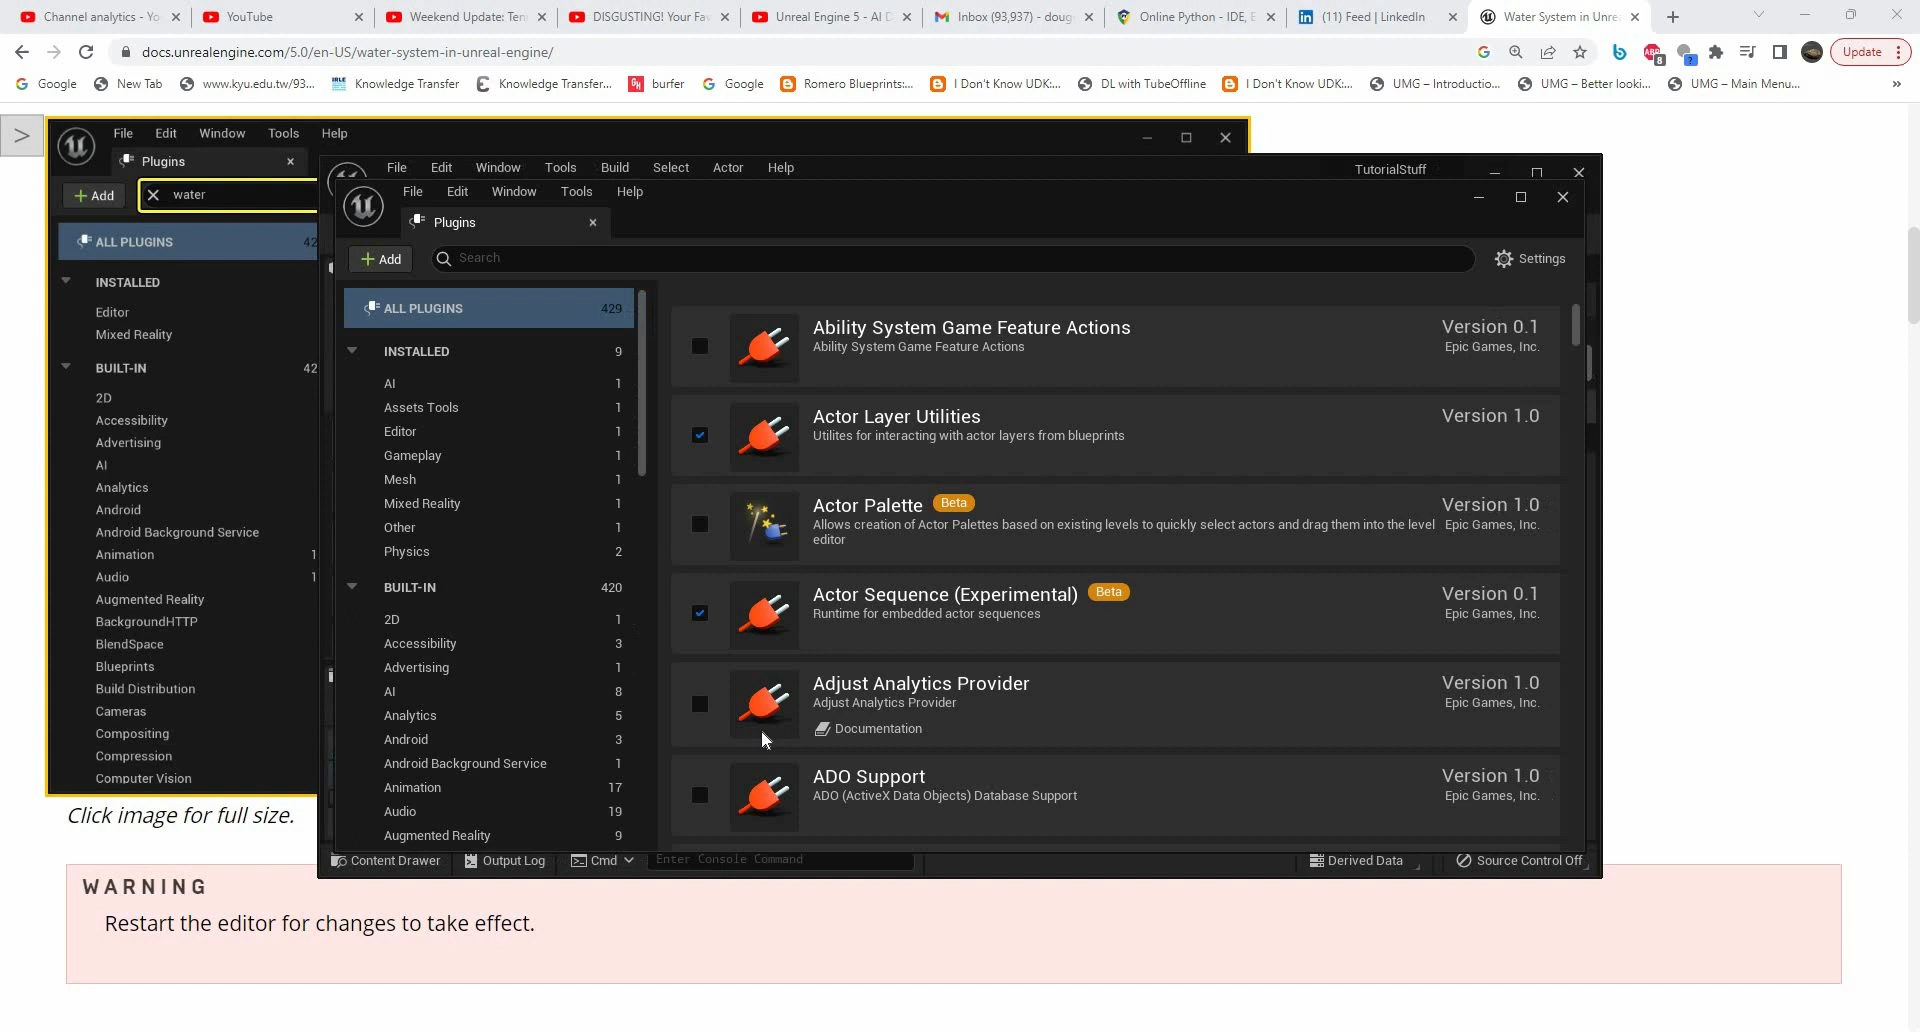 Channel analytics - Yo
YouTube
Weekend Update: Ten
DISGUSTING! Your Fav
Unreal Engine 5 - AI D
Inbox (93,937) - doug
Online Python - IDE, E
(11) Feed | LinkedIn
Water System in Unre
docs.unrealengine.com/5.0/en-US/water-system-in-unreal-engine/
Update
Google
New Tab
www.kyu.edu.tw/93...
Knowledge Transfer
Knowledge Transfer...
burfer
Google
Romero Blueprints:...
I Don't Know UDK:...
DL with TubeOffline
I Don't Know UDK:...
UMG – Introductio...
UMG – Better looki...
UMG – Main Menu...
File Edit Window Tools Help
Plugins
+ Add
water
ALL PLUGINS 42
INSTALLED
Editor
Mixed Reality
BUILT-IN 42
2D
Accessibility
Advertising
AI
Analytics
Android
Android Background Service
Animation 1
Audio 1
Augmented Reality
BackgroundHTTP
BlendSpace
Blueprints
Build Distribution
Cameras
Compositing
Compression
Computer Vision
File Edit Window Tools Build Select Actor Help
TutorialStuff
File Edit Window Tools Help
Plugins
+ Add
Search
Settings
ALL PLUGINS 429
INSTALLED 9
AI 1
Assets Tools 1
Editor 1
Gameplay 1
Mesh 1
Mixed Reality 1
Other 1
Physics 2
BUILT-IN 420
2D 1
Accessibility 3
Advertising 1
AI 8
Analytics 5
Android 3
Android Background Service 1
Animation 17
Audio 19
Augmented Reality 9
Ability System Game Feature Actions
Version 0.1
Ability System Game Feature Actions
Epic Games, Inc.
Actor Layer Utilities
Version 1.0
Utilites for interacting with actor layers from blueprints
Actor Palette Beta
Version 1.0
Allows creation of Actor Palettes based on existing levels to quickly select actors and drag them into the level
editor
Epic Games, Inc.
Actor Sequence (Experimental) Beta
Version 0.1
Runtime for embedded actor sequences
Epic Games, Inc.
Adjust Analytics Provider
Version 1.0
Adjust Analytics Provider
Epic Games, Inc.
Documentation
ADO Support
Version 1.0
ADO (ActiveX Data Objects) Database Support
Epic Games, Inc.
Content Drawer
Output Log
Cmd
Enter Console Command
Derived Data
Source Control Off
Click image for full size.
WARNING
Restart the editor for changes to take effect.